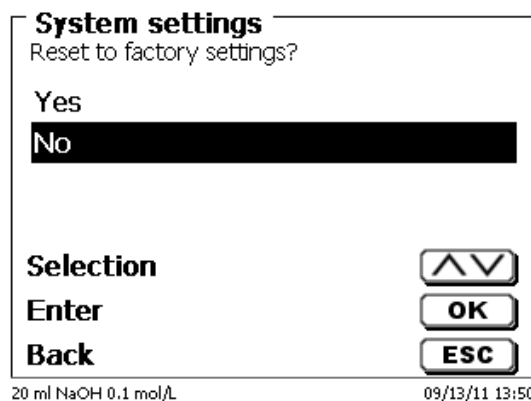 System settings
Reset to factory settings?
Yes
No
Selection
Enter OK
Back ESC
20 ml NaOH 0.1 mol/L 09/13/11 13:50